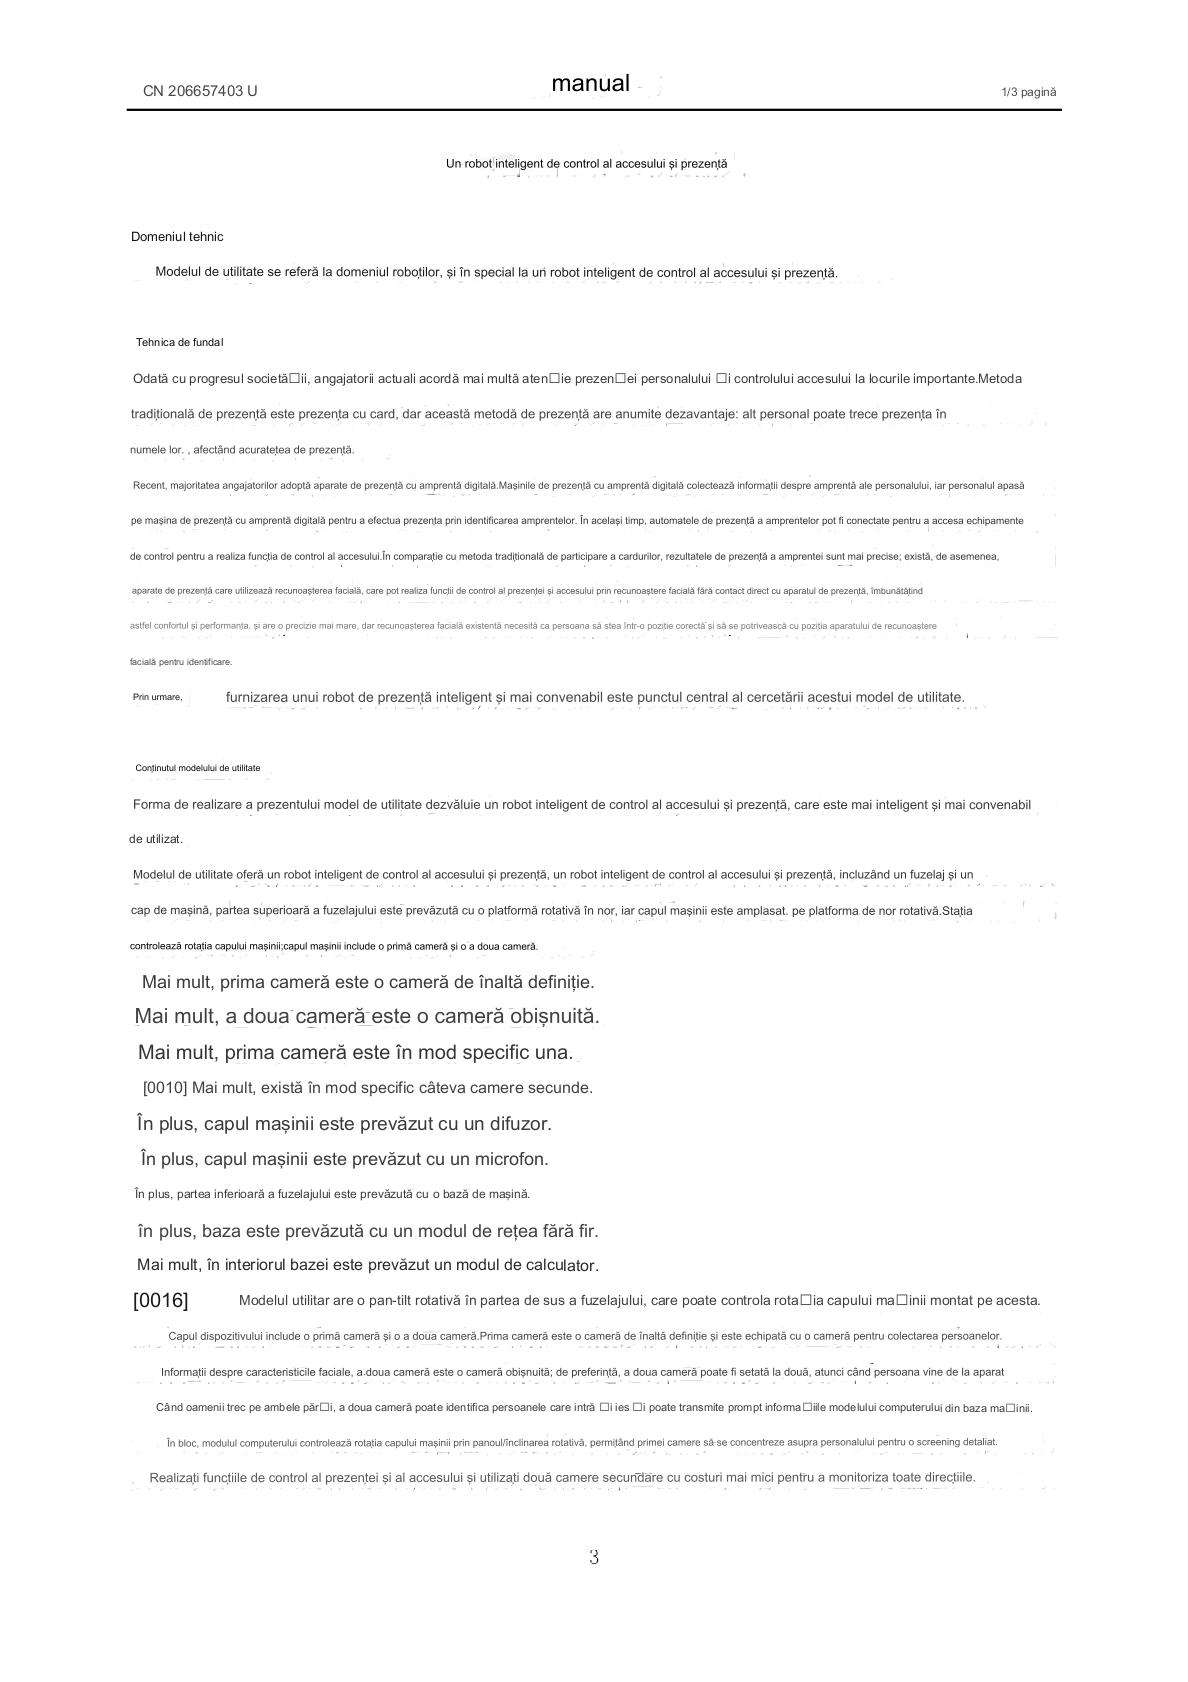 CN 206657403 U
manual
1/3 pagină
Un robot inteligent de control al accesului și prezență
Domeniul tehnic
Modelul de utilitate se referă la domeniul roboților, și în special la un robot inteligent de control al accesului și prezență.
Tehnica de fundal
Odată cu progresul societă□ii, angajatorii actuali acordă mai multă aten□ie prezen□ei personalului □i controlului accesului la locurile importante.Metoda
tradițională de prezență este prezența cu card, dar această metodă de prezență are anumite dezavantaje: alt personal poate trece prezența în
numele lor. , afectând acuratețea de prezență.
Recent, majoritatea angajatorilor adoptă aparate de prezență cu amprentă digitală.Mașinile de prezență cu amprentă digitală colectează informații despre amprentă ale personalului, iar personalul apasă
pe mașina de prezență cu amprentă digitală pentru a efectua prezența prin identificarea amprentelor. În același timp, automatele de prezență a amprentelor pot fi conectate pentru a accesa echipamente
de control pentru a realiza funcția de control al accesului.În comparație cu metoda tradițională de participare a cardurilor, rezultatele de prezență a amprentei sunt mai precise; există, de asemenea,
aparate de prezență care utilizează recunoașterea facială, care pot realiza funcții de control al prezenței și accesului prin recunoaștere facială fără contact direct cu aparatul de prezență, îmbunătățind
astfel confortul și performanța. și are o precizie mai mare, dar recunoașterea facială existentă necesită ca persoana să stea într-o poziție corectă și să se potrivească cu poziția aparatului de recunoaștere
facială pentru identificare.
Prin urmare, furnizarea unui robot de prezență inteligent și mai convenabil este punctul central al cercetării acestui model de utilitate.
Conținutul modelului de utilitate
Forma de realizare a prezentului model de utilitate dezvăluie un robot inteligent de control al accesului și prezență, care este mai inteligent și mai convenabil
de utilizat.
Modelul de utilitate oferă un robot inteligent de control al accesului și prezență, un robot inteligent de control al accesului și prezență, incluzând un fuzelaj și un
cap de mașină, partea superioară a fuzelajului este prevăzută cu o platformă rotativă în nor, iar capul mașinii este amplasat. pe platforma de nor rotativă.Stația
controlează rotația capului mașinii;capul mașinii include o primă cameră și o a doua cameră.
Mai mult, prima cameră este o cameră de înaltă definiție.
Mai mult, a doua cameră este o cameră obișnuită.
Mai mult, prima cameră este în mod specific una.
[0010] Mai mult, există în mod specific câteva camere secunde.
În plus, capul mașinii este prevăzut cu un difuzor.
În plus, capul mașinii este prevăzut cu un microfon.
În plus, partea inferioară a fuzelajului este prevăzută cu o bază de mașină.
în plus, baza este prevăzută cu un modul de rețea fără fir.
Mai mult, în interiorul bazei este prevăzut un modul de calculator.
[0016] Modelul utilitar are o pan-tilt rotativă în partea de sus a fuzelajului, care poate controla rota□ia capului ma□inii montat pe acesta.
Capul dispozitivului include o primă cameră și o a doua cameră.Prima cameră este o cameră de înaltă definiție și este echipată cu o cameră pentru colectarea persoanelor.
Informații despre caracteristicile faciale, a doua cameră este o cameră obișnuită; de preferință, a doua cameră poate fi setată la două, atunci când persoana vine de la aparat
Când oamenii trec pe ambele păr□i, a doua cameră poate identifica persoanele care intră □i ies □i poate transmite prompt informa□iile modelului computerului din baza ma□inii.
În bloc, modulul computerului controlează rotația capului mașinii prin panoul/înclinarea rotativă, permițând primei camere să se concentreze asupra personalului pentru o screening detaliat.
Realizați funcțiile de control al prezenței și al accesului și utilizați două camere secundare cu costuri mai mici pentru a monitoriza toate direcțiile.
3